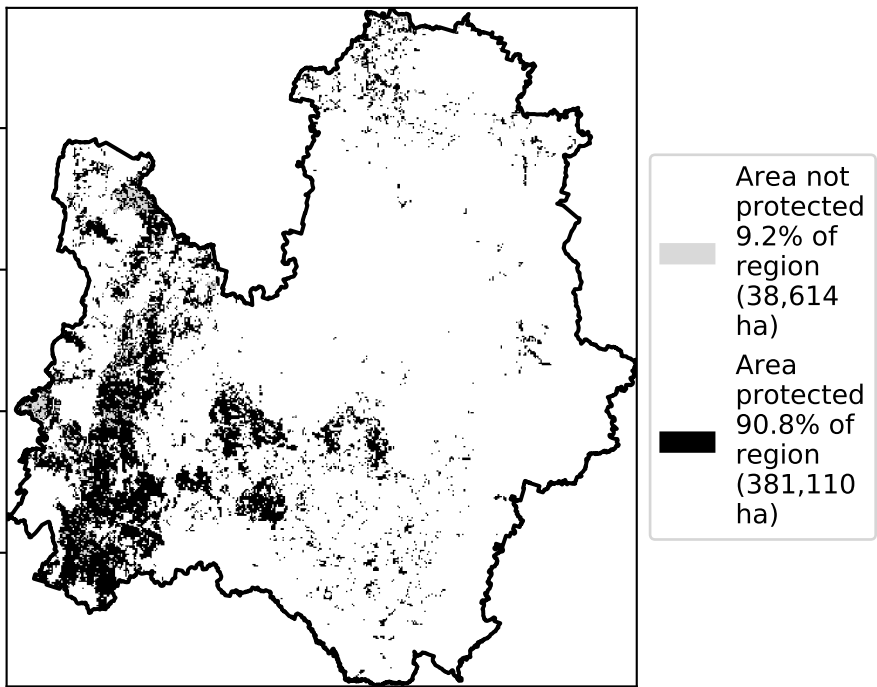 Area not
protected
9.2% of
region
(38,614
ha)
Area
protected
90.8% of
region
(381,110
ha)